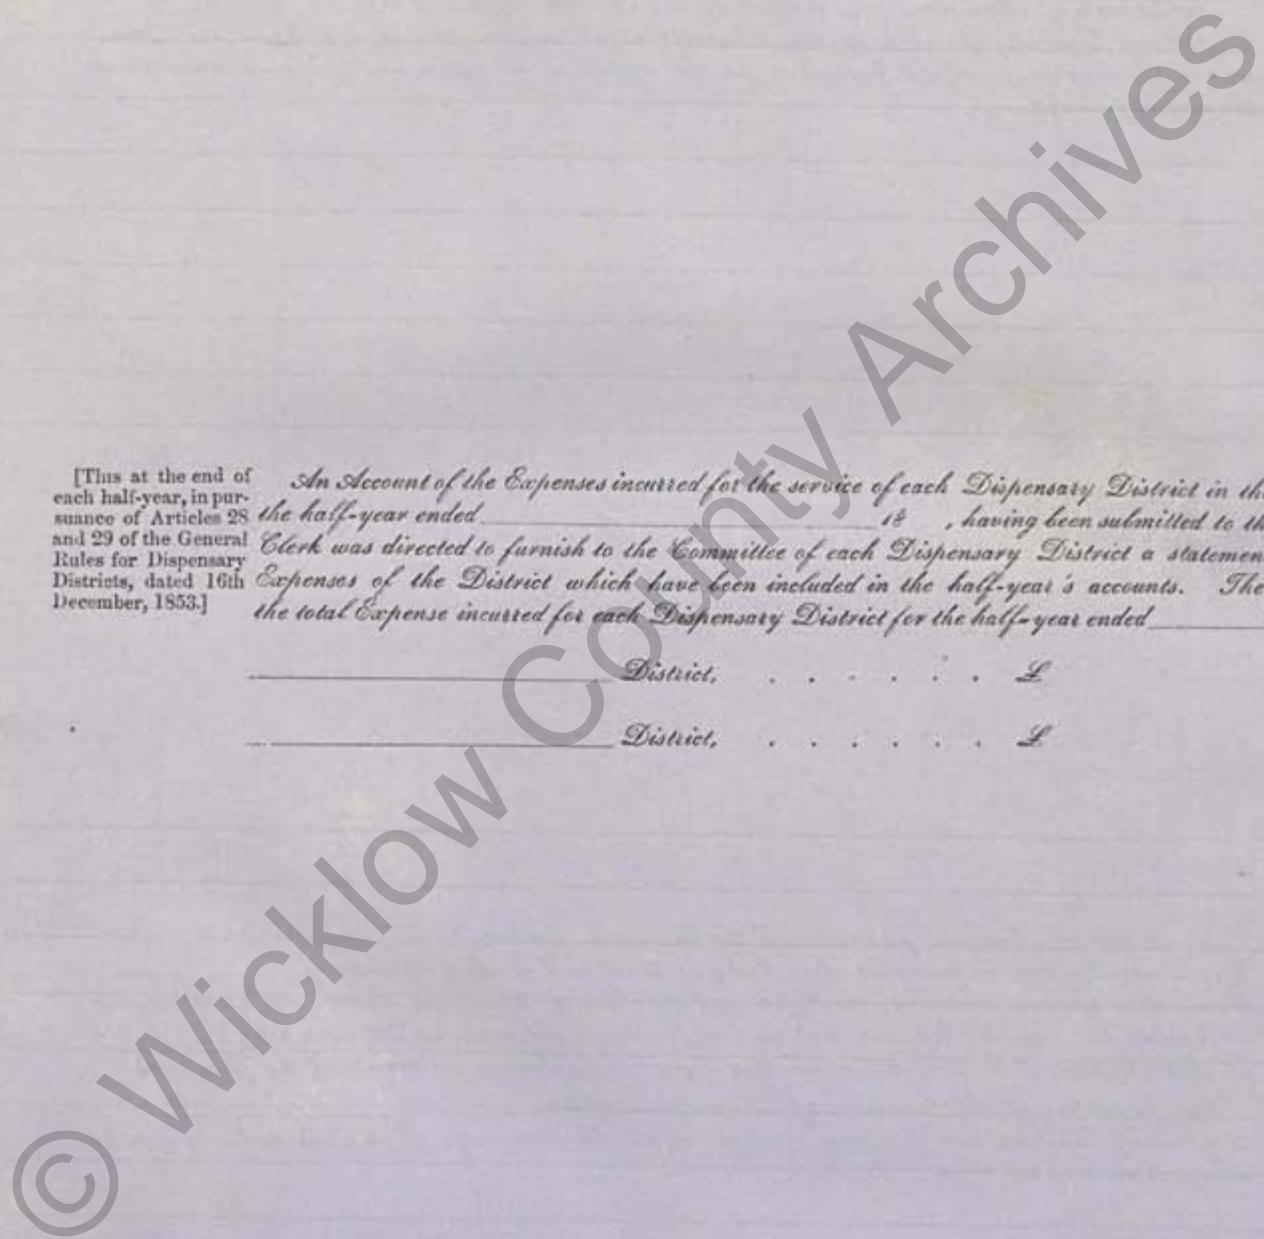 [This at the end of
each half-year, in pur-
suance of Articles 28
and 29 of the General
Rules for Dispensary
Districts, dated 16th
December, 1853.]
An Account of the Expenses incurred for the service of each Dispensary District in th
the half-year ended 18 , having been submitted to th
Clerk was directed to furnish to the Committee of each Dispensary District a statemen
Expenses of the District which have been included in the half-year's accounts. The
the total Expense incurred for each Dispensary District for the half-year ended
District, . . . . . . £
District, . . . . . . £
© Wicklow County Archives